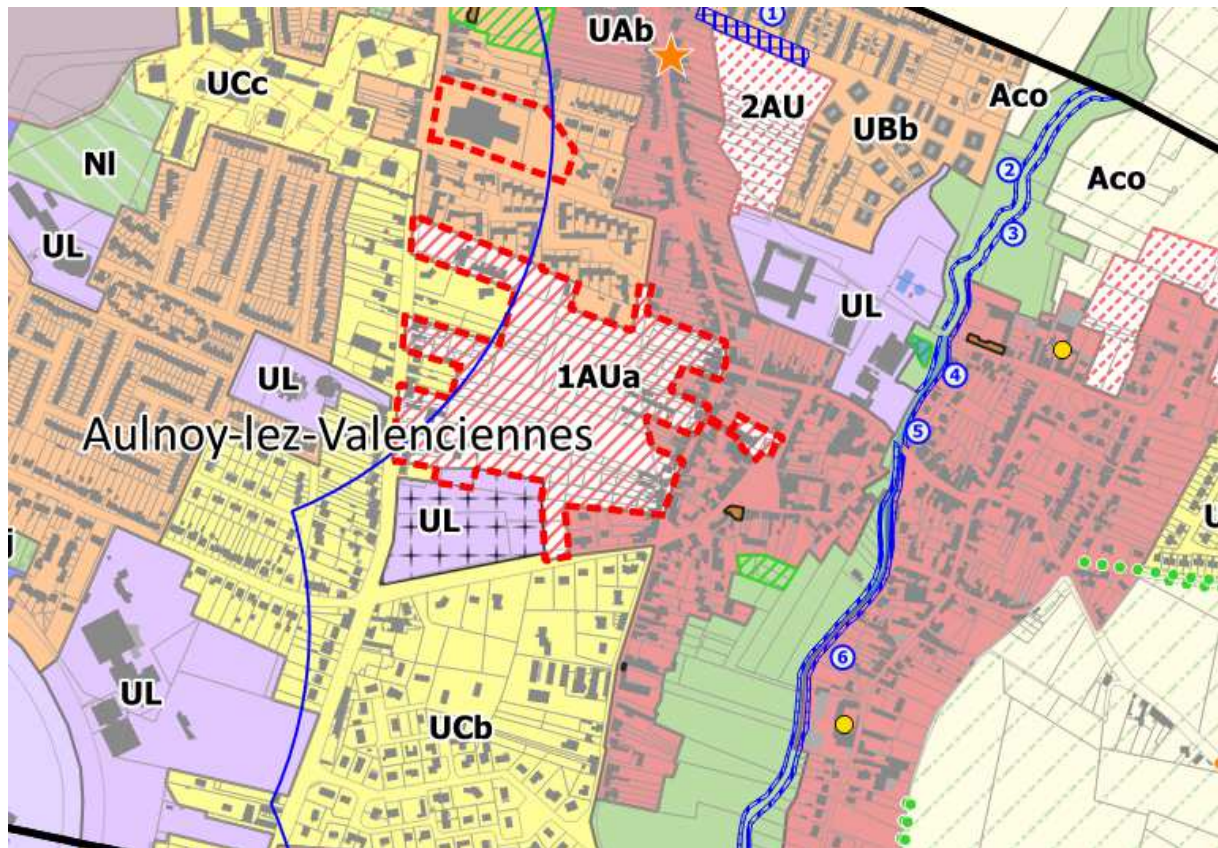 1
UAb
UCc
2AU
Aco
UBb
Nl
2
Aco
3
UL
UL
UL
1AUa
4
5
Aulnoy-lez-Valenciennes
UL
U
j
6
UL
UCb